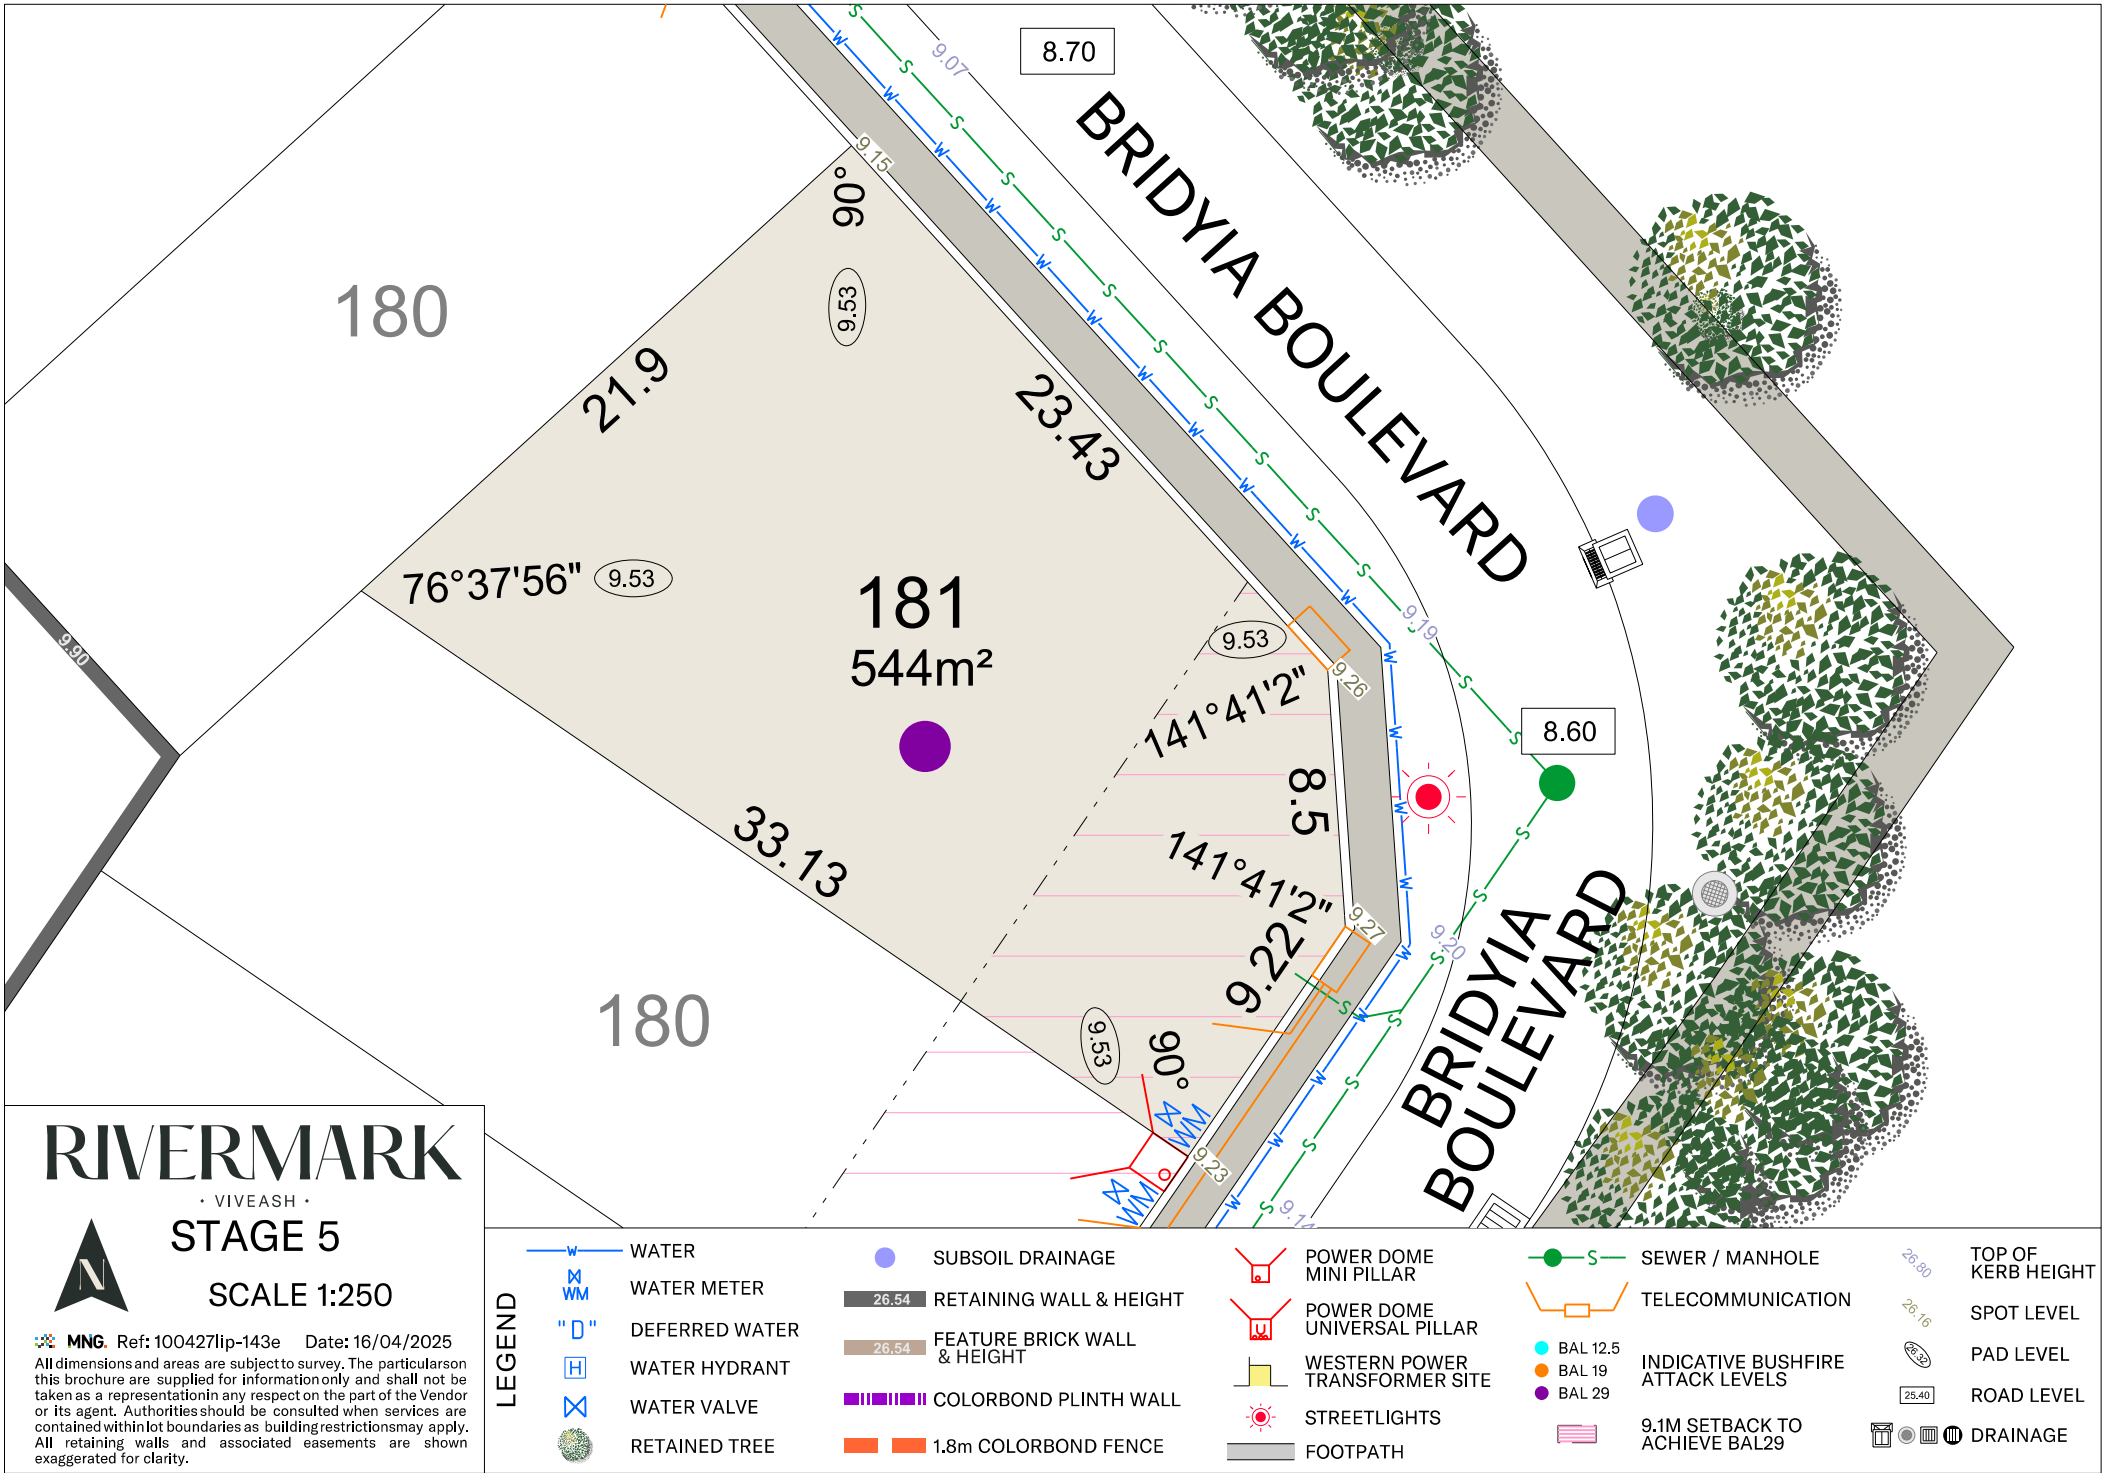 8.70
9.07
BRIDYIA BOULEVARD
9.15
90°
9.53
180
21.9
23.43
76°37'56"
9.53
181
544m²
9.90
9.53
9.19
9.26
141°41'2"
8.60
8.5
33.13
141°41'2"
9.27
9.20
9.22
BRIDYIA
BOULEVARD
180
9.53
90°
WM
9.23
WM
9.14
RIVERMARK
• VIVEASH •
STAGE 5
N
SCALE 1:250
MNG. Ref: 100427lip-143e Date: 16/04/2025
All dimensions and areas are subject to survey. The particulars on
this brochure are supplied for information only and shall not be
taken as a representation in any respect on the part of the Vendor
or its agent. Authorities should be consulted when services are
contained within lot boundaries as building restrictions may apply.
All retaining walls and associated easements are shown
exaggerated for clarity.
LEGEND
W WATER
WM WATER METER
"D" DEFERRED WATER
H WATER HYDRANT
WATER VALVE
RETAINED TREE
SUBSOIL DRAINAGE
26.54 RETAINING WALL & HEIGHT
26.54 FEATURE BRICK WALL
& HEIGHT
COLORBOND PLINTH WALL
1.8m COLORBOND FENCE
POWER DOME
MINI PILLAR
POWER DOME
UNIVERSAL PILLAR
WESTERN POWER
TRANSFORMER SITE
STREETLIGHTS
FOOTPATH
S SEWER / MANHOLE
TELECOMMUNICATION
BAL 12.5
BAL 19
BAL 29
INDICATIVE BUSHFIRE
ATTACK LEVELS
9.1M SETBACK TO
ACHIEVE BAL29
26.80 TOP OF
KERB HEIGHT
26.16 SPOT LEVEL
26.32 PAD LEVEL
25.40 ROAD LEVEL
DRAINAGE